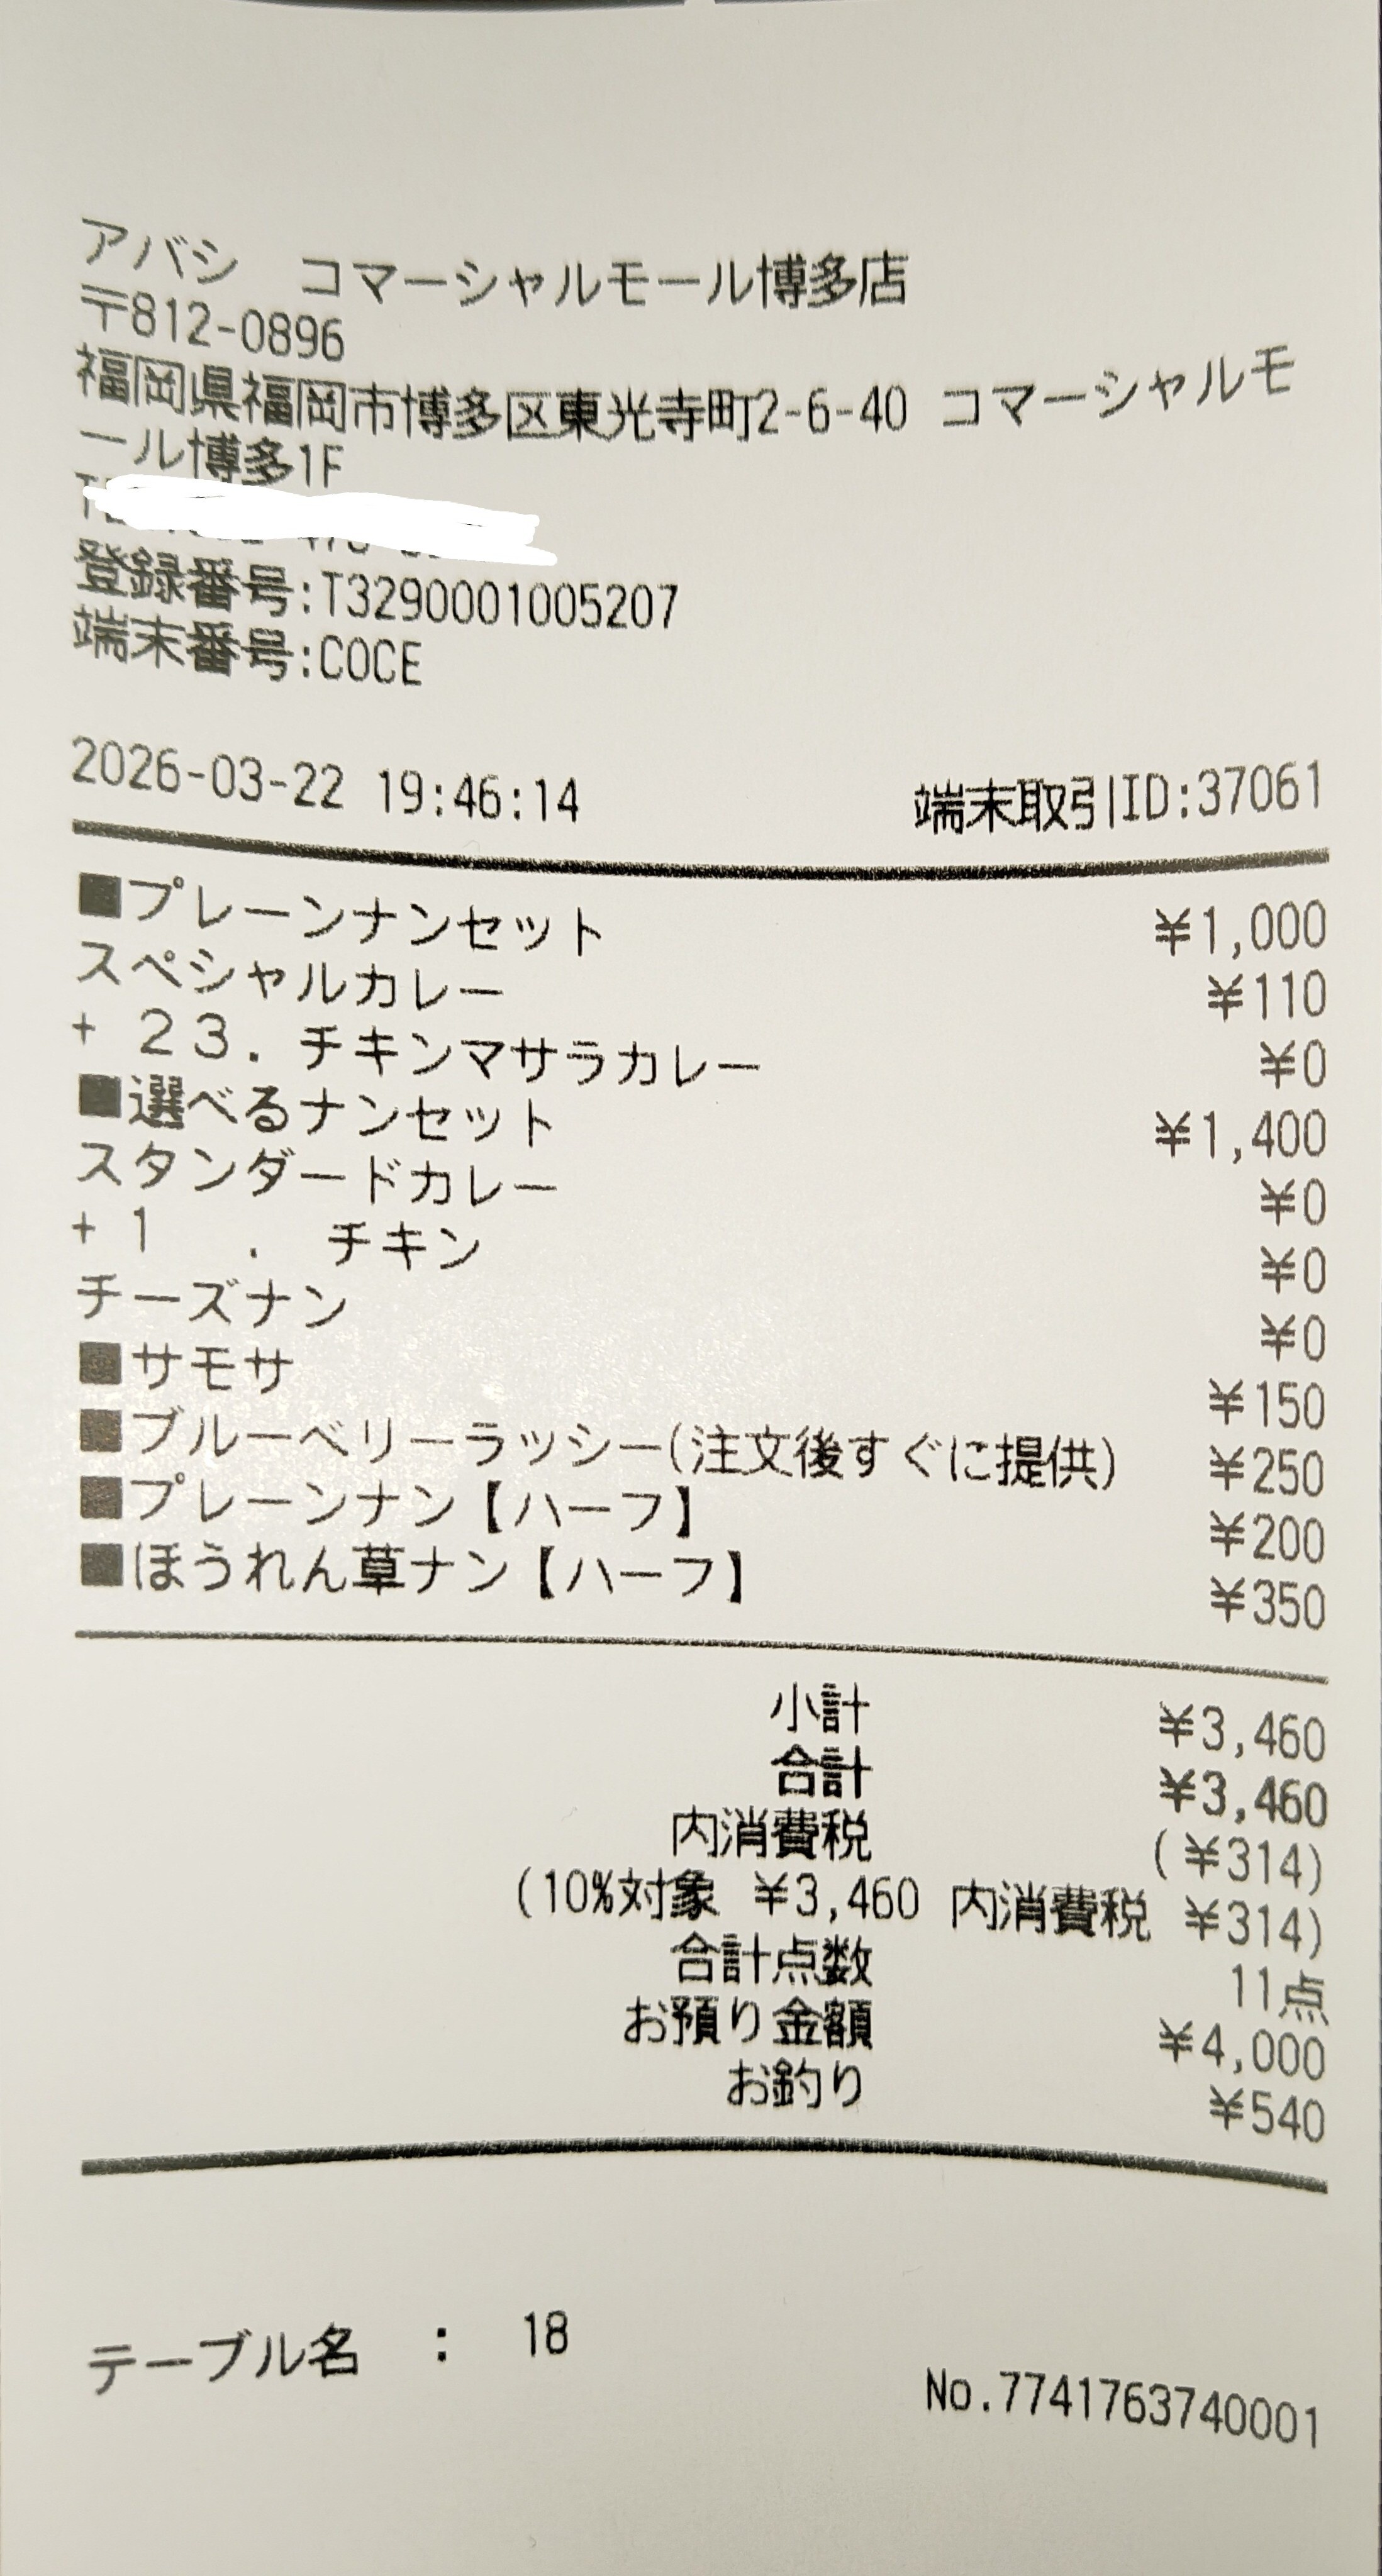 アバシ　コマーシャルモール博多店
〒812-0896
福岡県福岡市博多区東光寺町2-6-40 コマーシャルモ
ール博多1F
登録番号:T3290001005207
端末番号:C0CE
2026-03-22 19:46:14 端末取引ID:37061
■プレーンナンセット ¥1,000
スペシャルカレー ¥110
+ 23. チキンマサラカレー ¥0
■選べるナンセット ¥1,400
スタンダードカレー ¥0
+ 1 . チキン ¥0
チーズナン ¥0
■サモサ ¥150
■ブルーベリーラッシー(注文後すぐに提供) ¥250
■プレーンナン【ハーフ】 ¥200
■ほうれん草ナン【ハーフ】 ¥350
小計 ¥3,460
合計 ¥3,460
内消費税 (¥314)
(10%対象 ¥3,460 内消費税 ¥314)
合計点数 11点
お預り金額 ¥4,000
お釣り ¥540
テーブル名 : 18
No.7741763740001